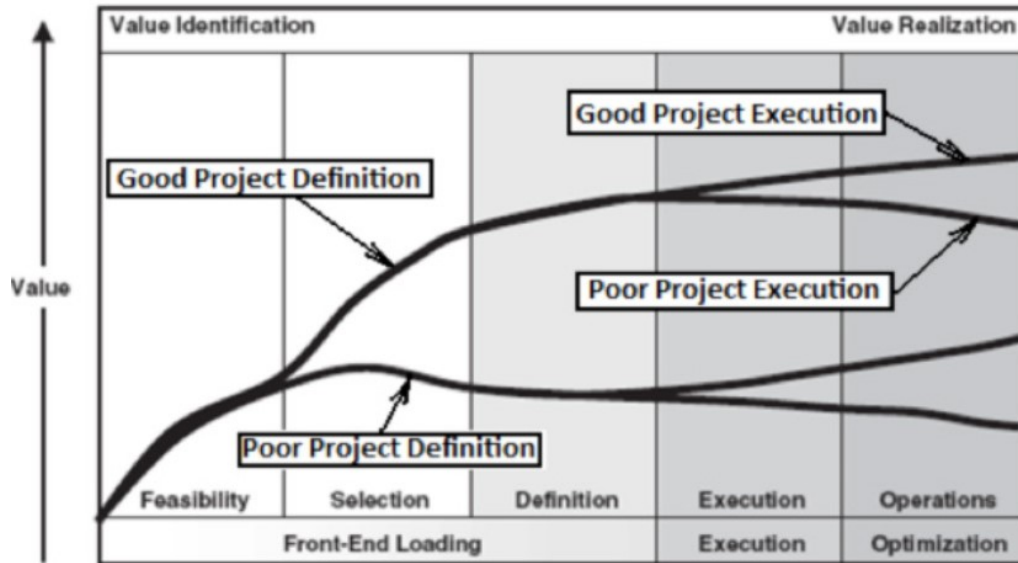 Value Identification
Value Realization
Good Project Execution
Good Project Definition
Value
Poor Project Execution
Poor Project Definition
Feasibility
Selection
Definition
Execution
Operations
Front-End Loading
Execution
Optimization